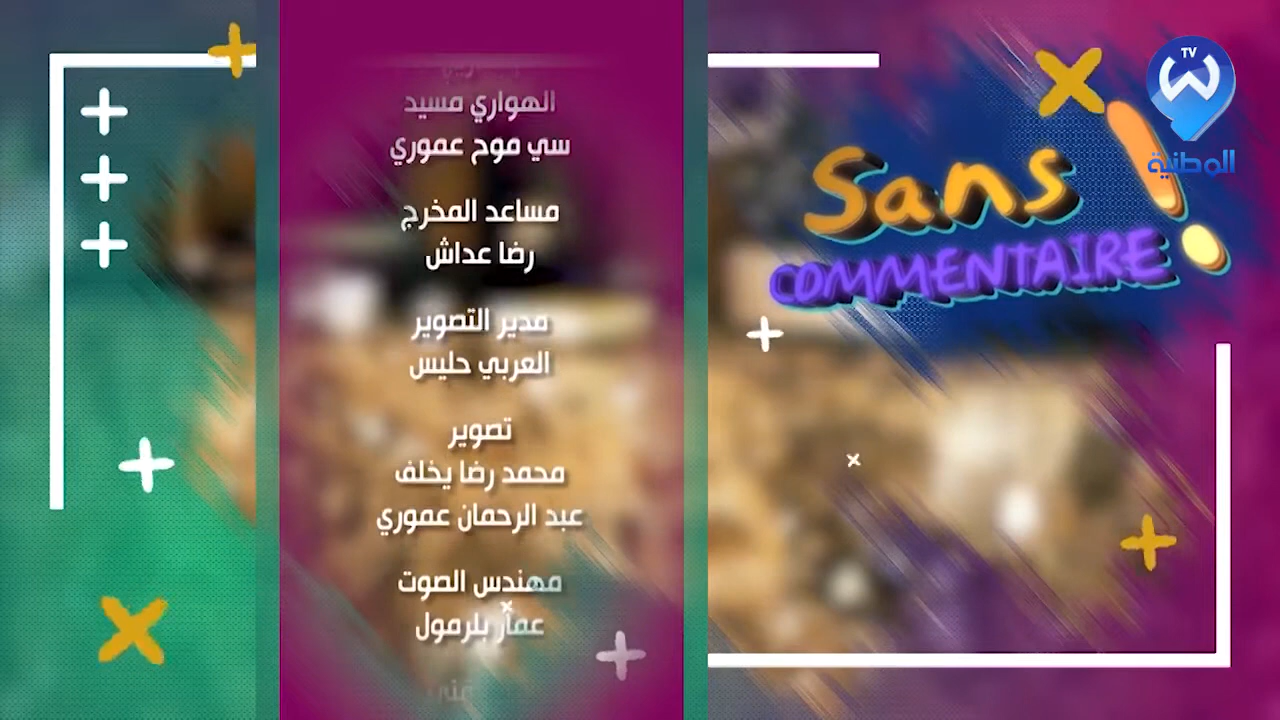 الهواري مسيد
سي موح عموري
مساعد المخرج
رضا عداش
مدير التصوير
العربي حليس
تصوير
محمد رضا يخلف
عبد الرحمان عموري
مهندس الصوت
عمار بلرمول
Sans !
COMMENTAIRE
TV
W
الوطنية